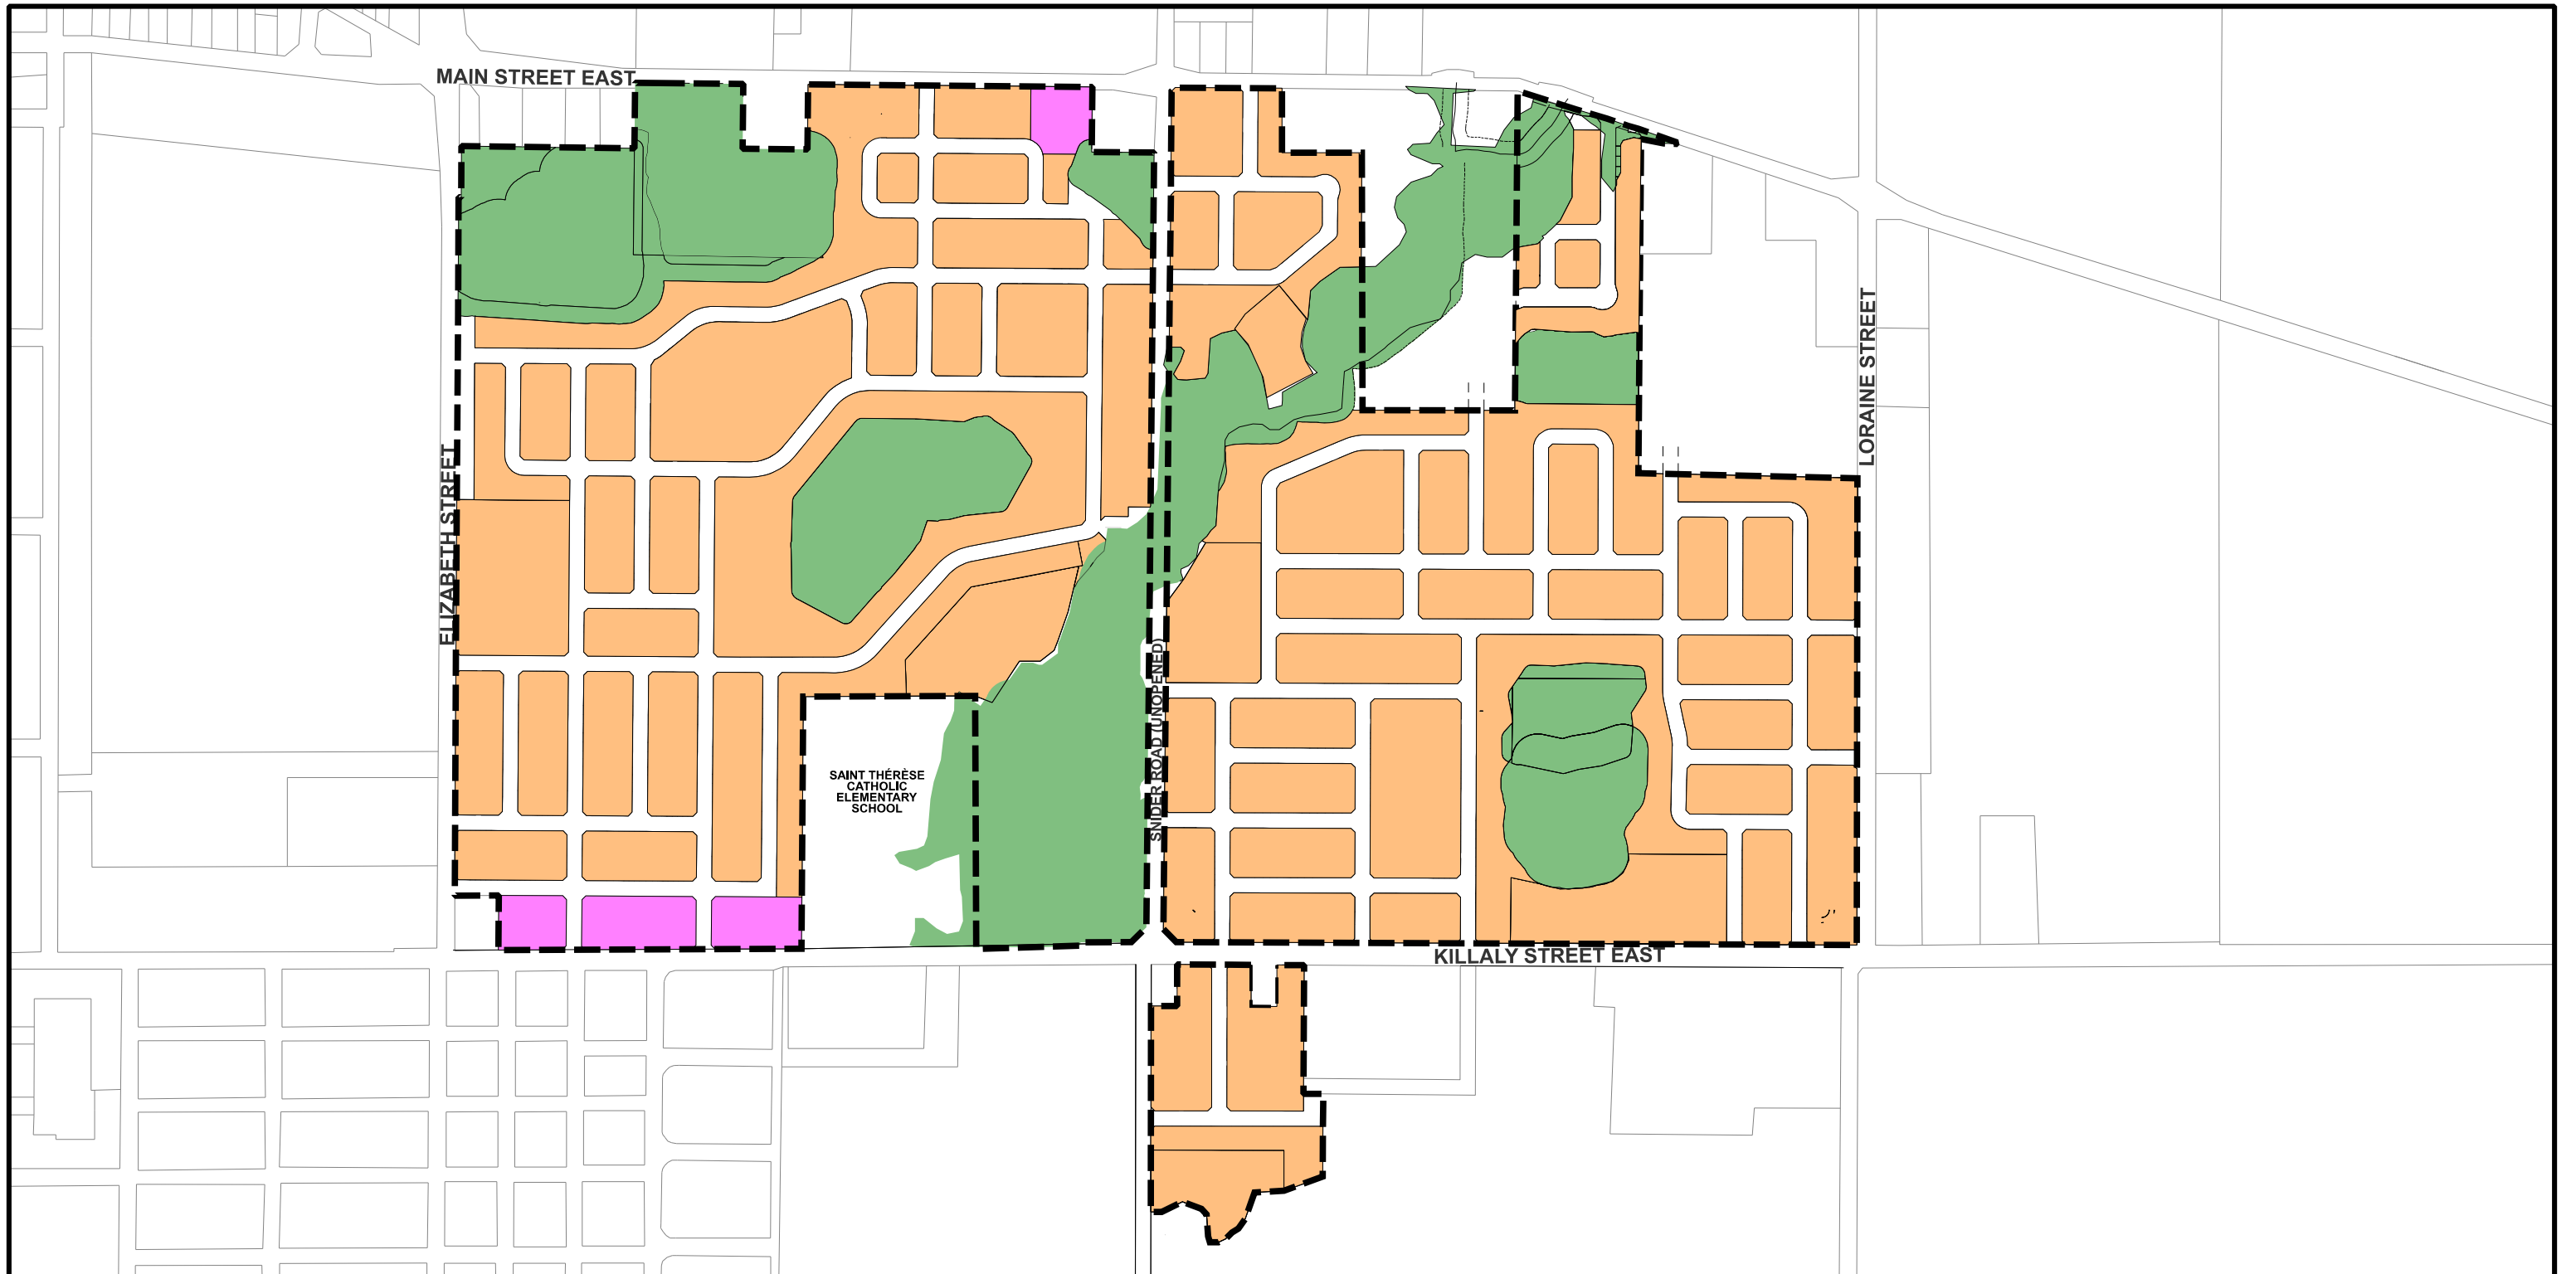 MAIN STREET EAST
LORAINE STREET
ELIZABETH STREET
SNIDER ROAD (UNOPENED)
SAINT THÉRÈSE
CATHOLIC
ELEMENTARY
SCHOOL
KILLALY STREET EAST